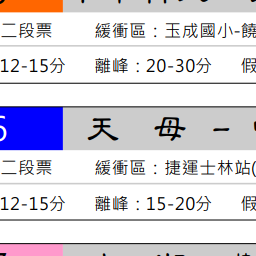 二段票 緩衝區：玉成國小-饒
12-15分 離峰：20-30分 假
6 天母-
二段票 緩衝區：捷運士林站(
12-15分 離峰：15-20分 假